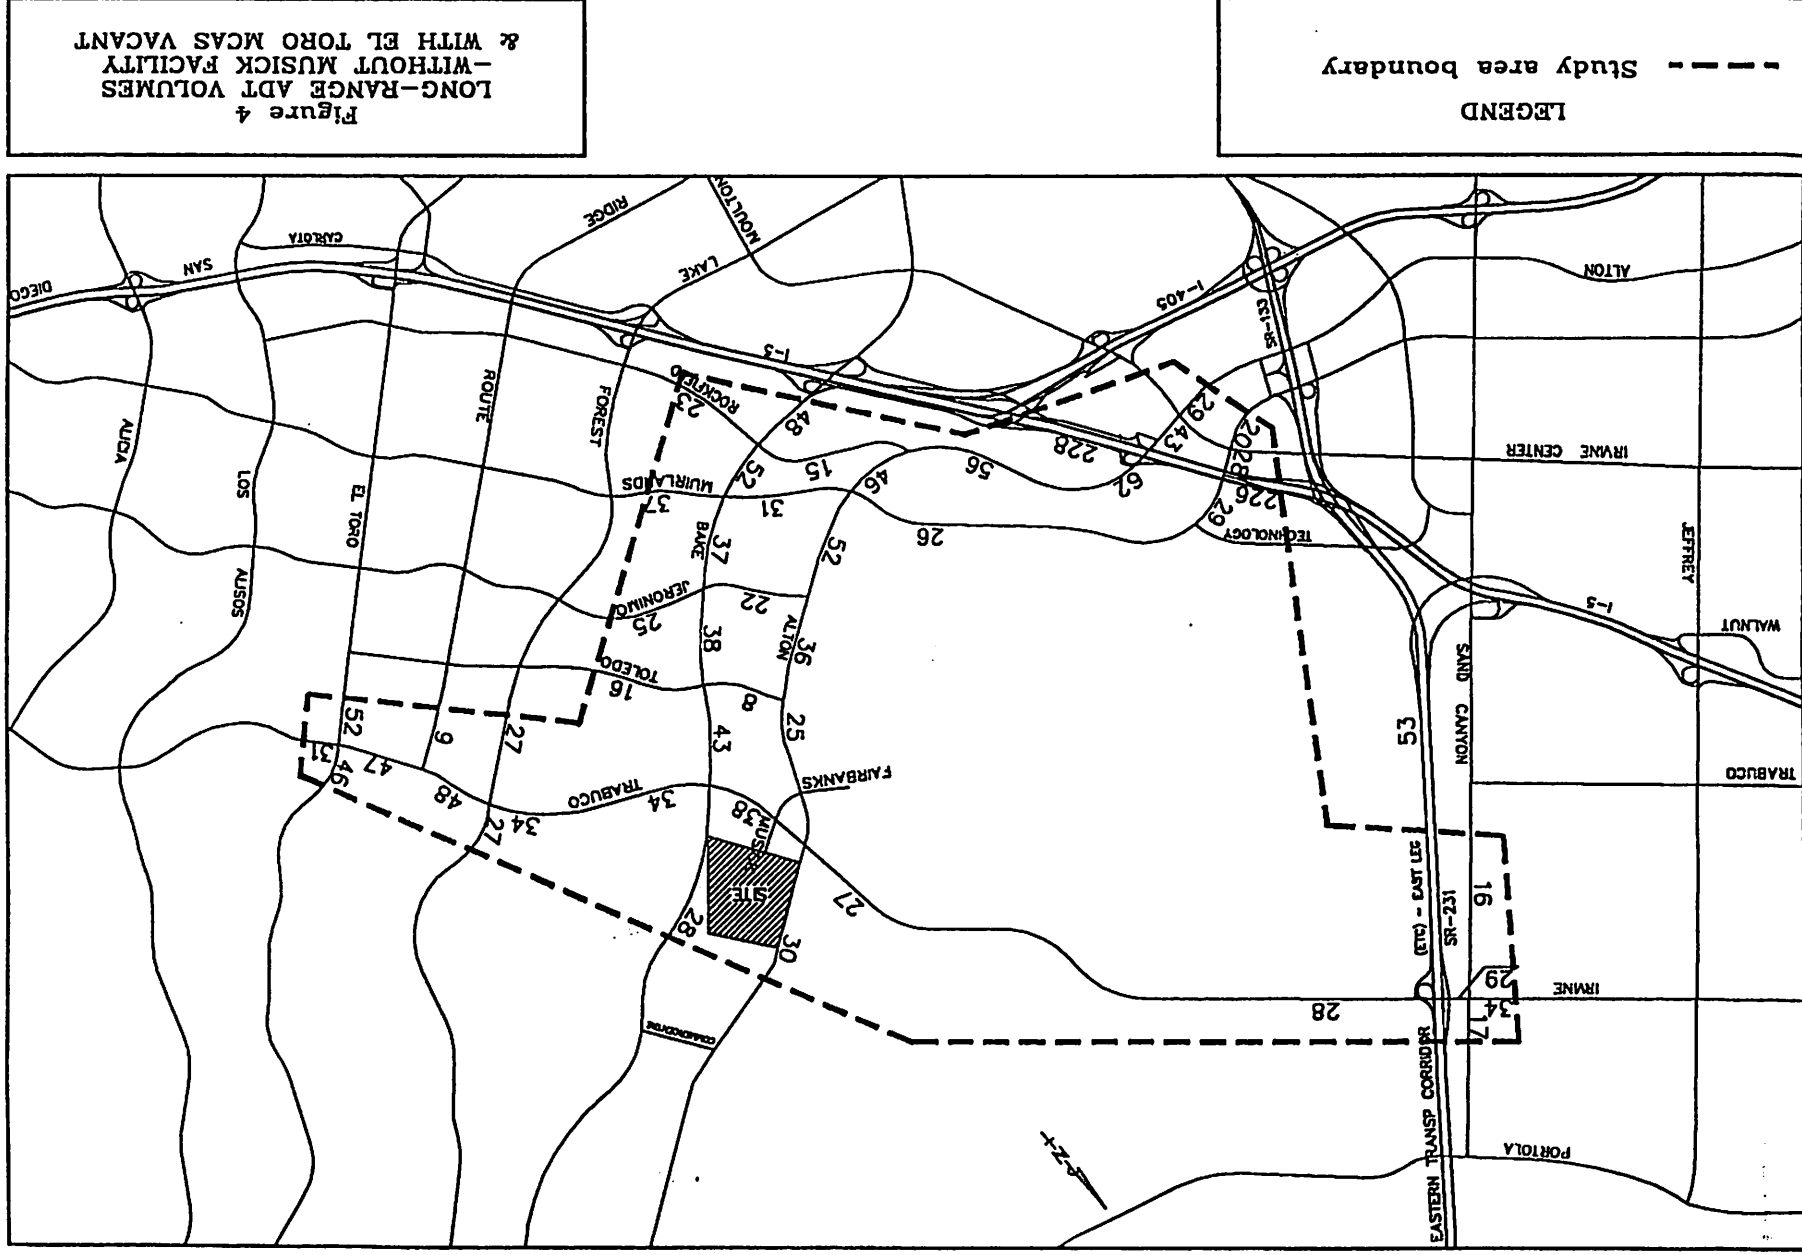 PORTOLA
EASTERN TRANSP CORRIDOR
N
COMMERCENTRE
17
34
28
IRVINE
29
30
28
SR-231
(ETC) - EAST LEG
16
SITE
27
MUSICK
38
FAIRBANKS
TRABUCO
34
TRABUCO
34
27
48
47
46
31
53
SAND CANYON
25
43
27
9
52
8
16
TOLEDO
WALNUT
36
ALTON
38
25
JERONIMO
22
I-5
JEFFREY
LOS ALISOS
TECHNOLOGY
29
26
52
BAKE
37
EL TORO
226
62
46
31
37
MUIRLANDS
52
15
IRVINE CENTER
2028
43
228
56
29
48
23
ROCKFIELD
FOREST
ROUTE
ALICIA
SR-133
I-405
I-5
ALTON
LAKE
SAN
DIEGO
MOULTON
RIDGE
CARLOTA
LEGEND
Study area boundary
Figure 4
LONG-RANGE ADT VOLUMES
-WITHOUT MUSICK FACILITY
& WITH EL TORO MCAS VACANT